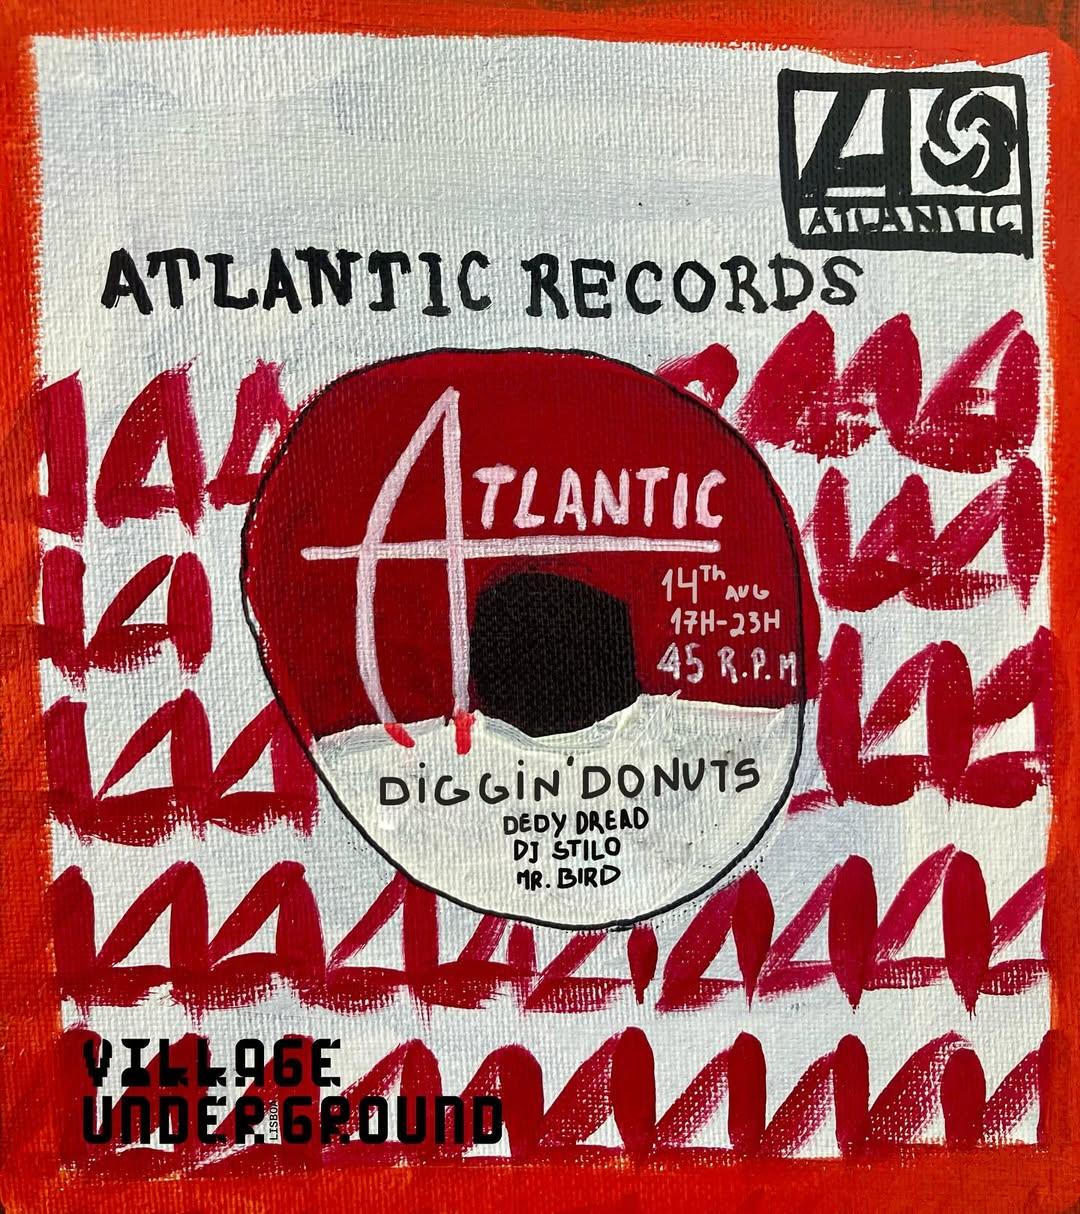 ATLANTIC
ATLANTIC RECORDS
ATLANTIC
14Th AUG
17H-23H
45 R.P.M
DIGGIN'DONUTS
DEDY DREAD
DJ STILO
MR. BIRD
VILLAGE
UNDERGROUND
LISBOA